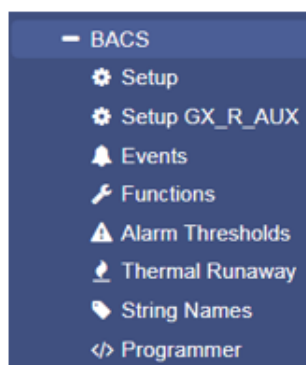 BACS
Setup
Setup GX_R_AUX
Events
Functions
Alarm Thresholds
Thermal Runaway
String Names
Programmer